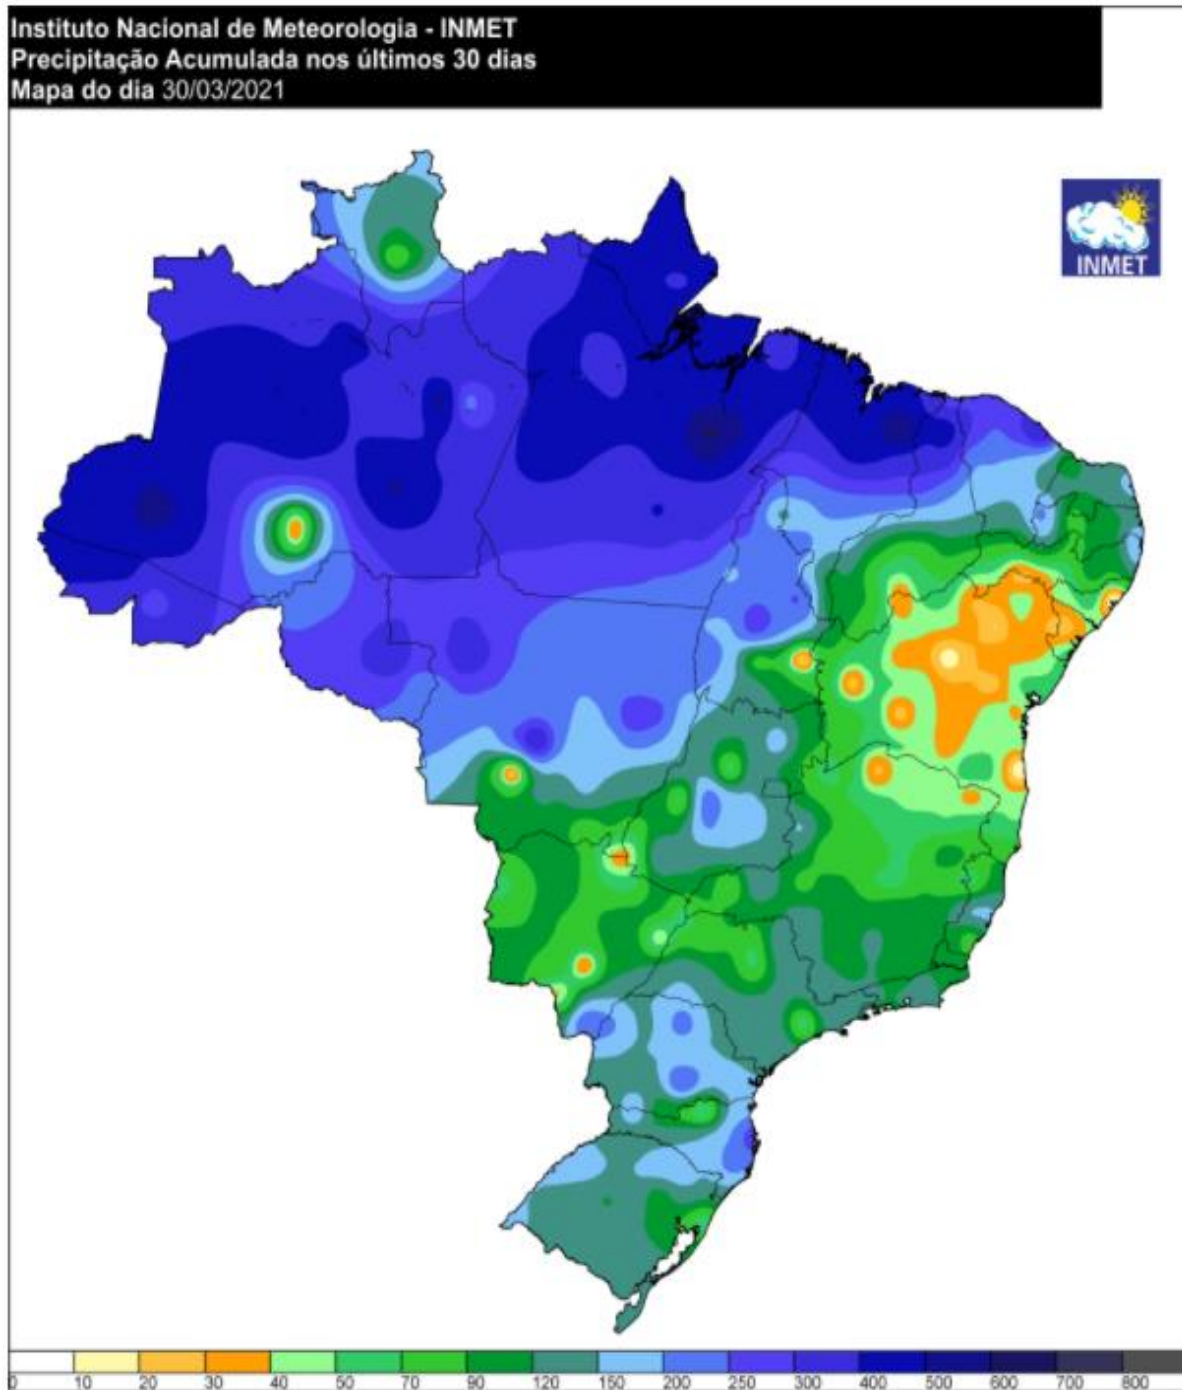 Instituto Nacional de Meteorologia - INMET
Precipitação Acumulada nos últimos 30 dias
Mapa do dia 30/03/2021
INMET
0 10 20 30 40 50 70 90 120 150 200 250 300 400 500 600 700 800